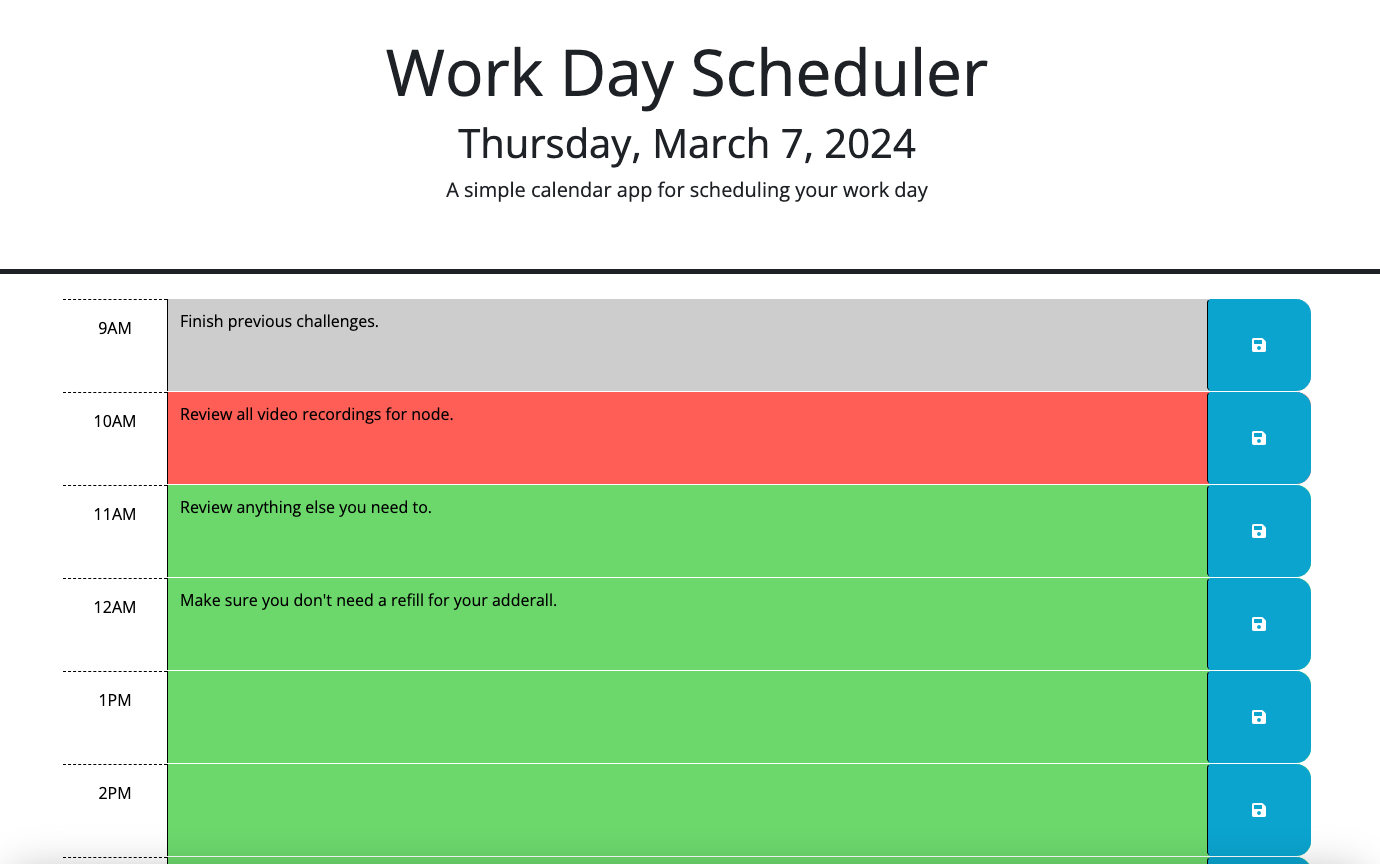 Work Day Scheduler
Thursday, March 7, 2024
A simple calendar app for scheduling your work day
9AM
Finish previous challenges.
10AM
Review all video recordings for node.
11AM
Review anything else you need to.
12AM
Make sure you don't need a refill for your adderall.
1PM
2PM